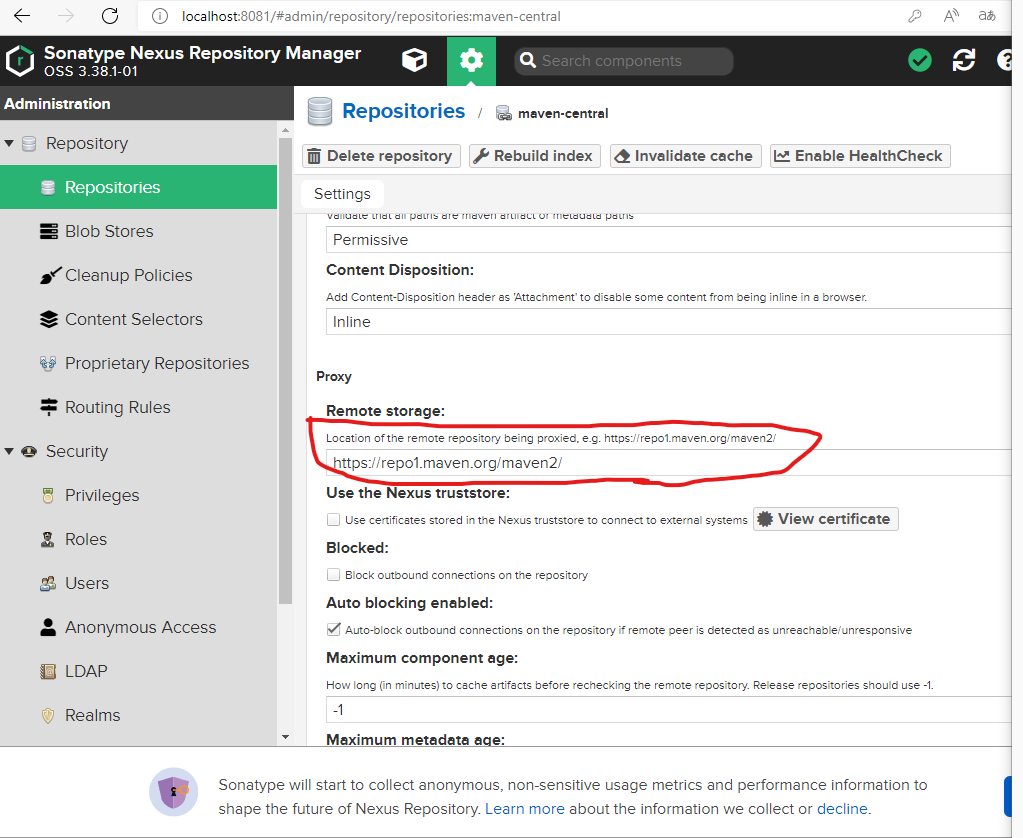 localhost:8081/#admin/repository/repositories:maven-central
Sonatype Nexus Repository Manager
OSS 3.38.1-01
Search components
Administration
Repository
Repositories
Blob Stores
Cleanup Policies
Content Selectors
Proprietary Repositories
Routing Rules
Security
Privileges
Roles
Users
Anonymous Access
LDAP
Realms
Repositories / maven-central
Delete repository Rebuild index Invalidate cache Enable HealthCheck
Settings
Validate that all paths are maven artifact or metadata paths
Permissive
Content Disposition:
Add Content-Disposition header as 'Attachment' to disable some content from being inline in a browser.
Inline
Proxy
Remote storage:
Location of the remote repository being proxied, e.g. https://repo1.maven.org/maven2/
https://repo1.maven.org/maven2/
Use the Nexus truststore:
Use certificates stored in the Nexus truststore to connect to external systems View certificate
Blocked:
Block outbound connections on the repository
Auto blocking enabled:
Auto-block outbound connections on the repository if remote peer is detected as unreachable/unresponsive
Maximum component age:
How long (in minutes) to cache artifacts before rechecking the remote repository. Release repositories should use -1.
-1
Maximum metadata age:
Sonatype will start to collect anonymous, non-sensitive usage metrics and performance information to
shape the future of Nexus Repository. Learn more about the information we collect or decline.